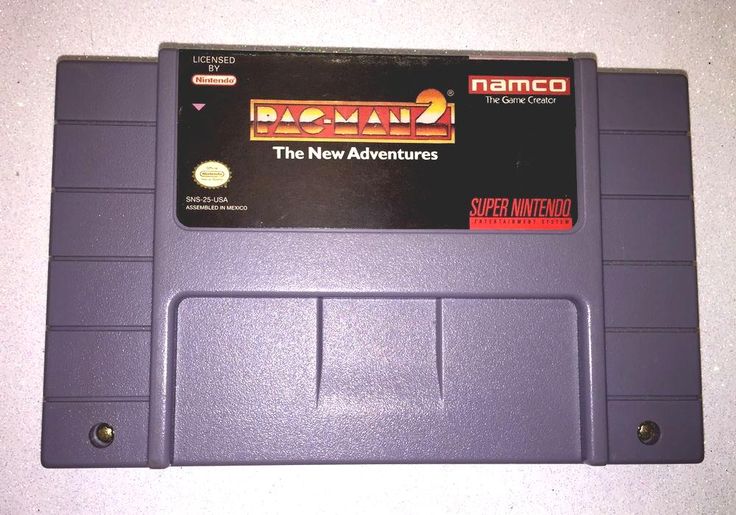 LICENSED
BY
Nintendo
PAC-MAN 2®
The New Adventures
namco
The Game Creator
Nintendo
SNS-25-USA
ASSEMBLED IN MEXICO
SUPER NINTENDO
ENTERTAINMENT SYSTEM